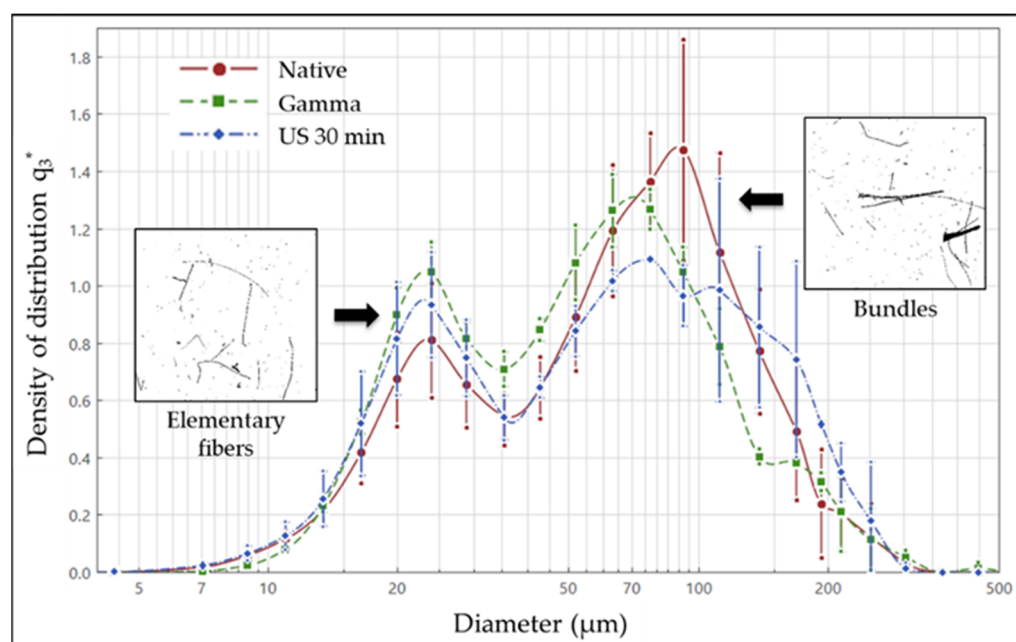 Density of distribution q₃*
1.8
1.6
1.4
1.2
1.0
0.8
0.6
0.4
0.2
0.0
Native
Gamma
US 30 min
Elementary
fibers
Bundles
5
7
10
20
50
70
100
200
500
Diameter (μm)